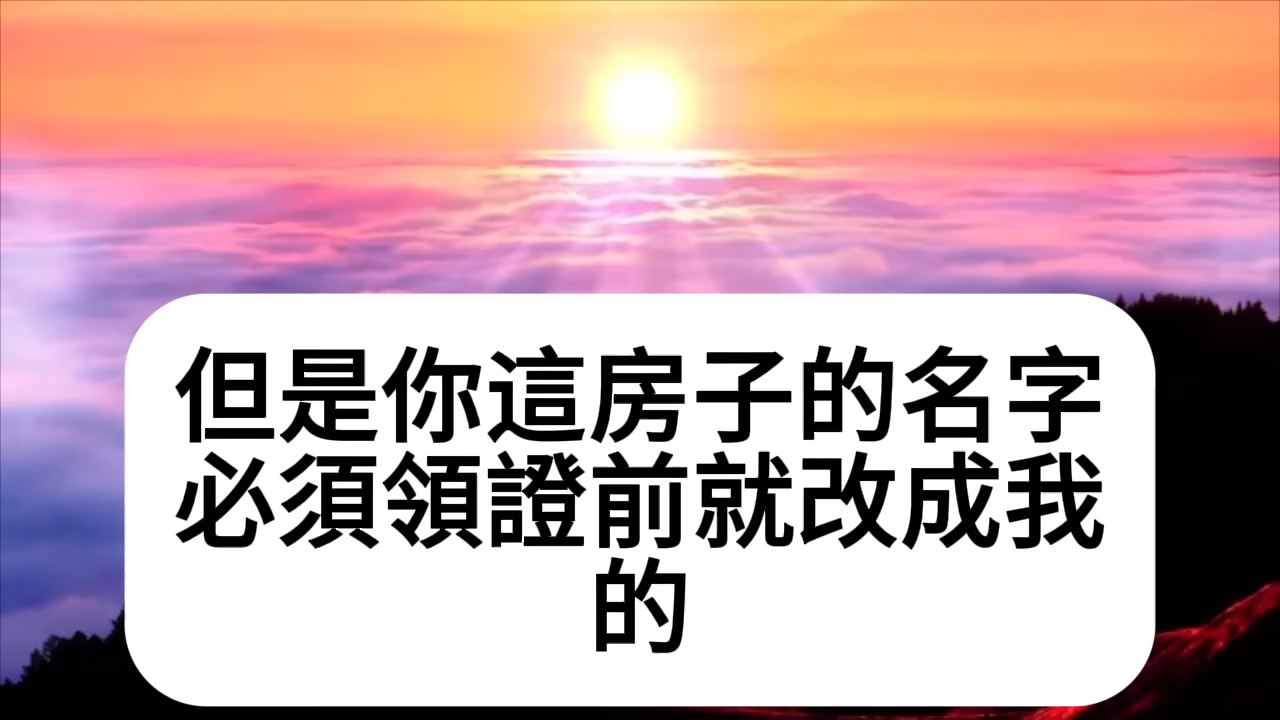 但是你這房子的名字
必須領證前就改成我
的